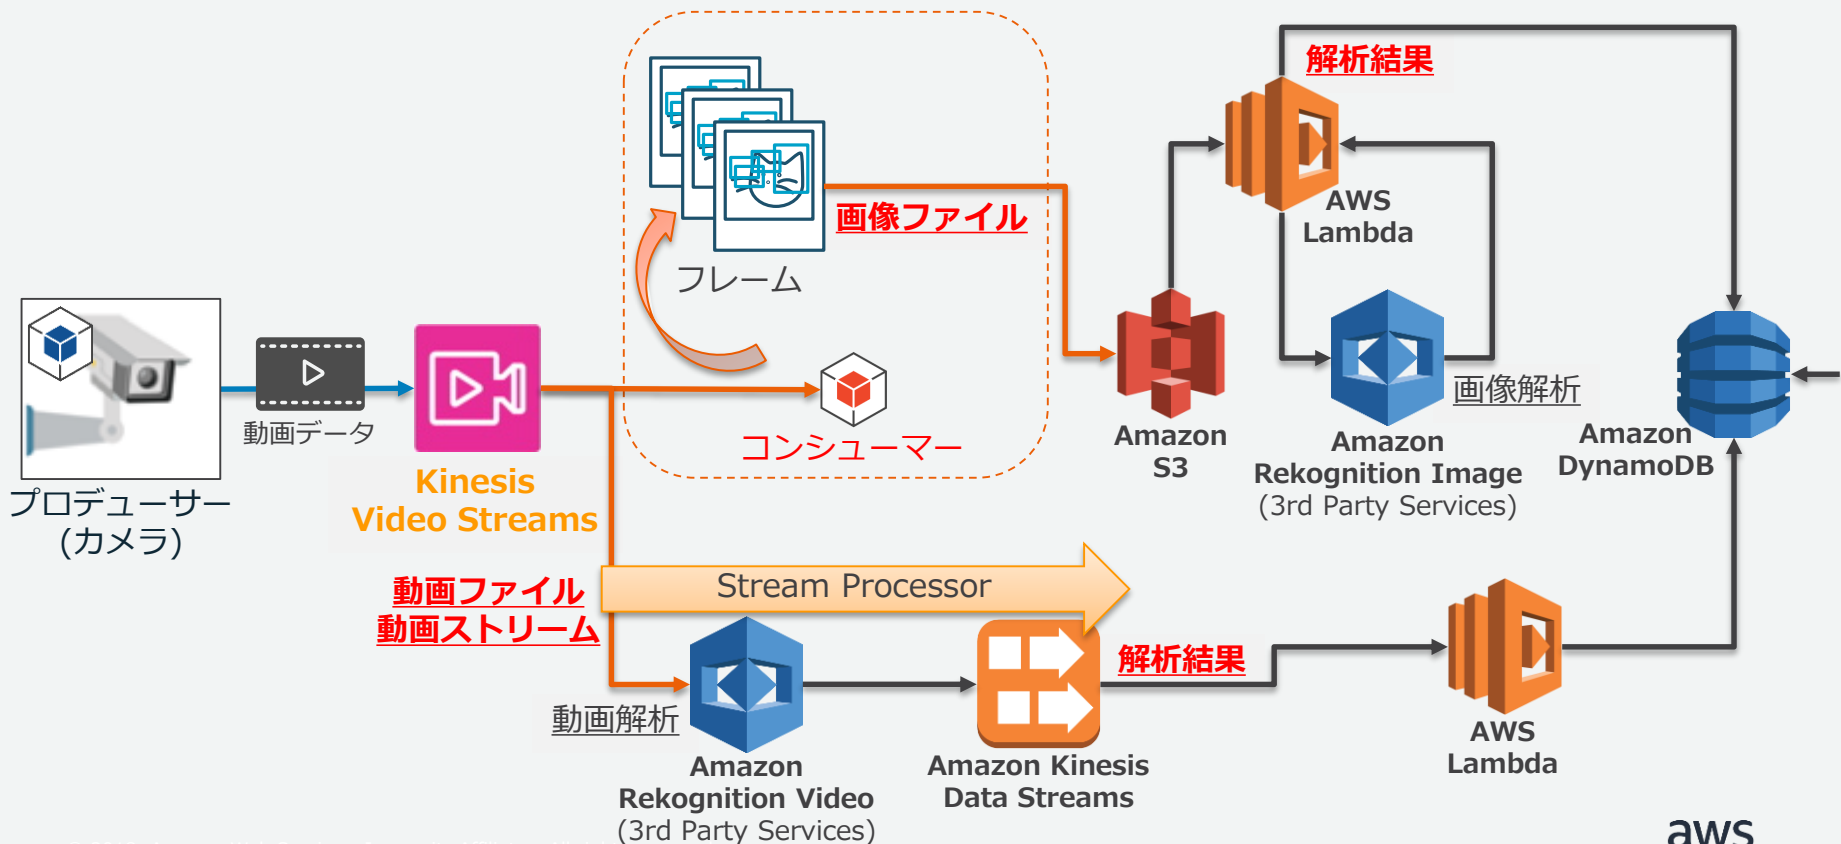 解析結果
画像ファイル
フレーム
AWS
Lambda
動画データ
コンシューマー
プロデューサー
(カメラ)
Kinesis
Video Streams
Amazon
S3
画像解析
Amazon
Rekognition Image
(3rd Party Services)
Amazon
DynamoDB
動画ファイル
動画ストリーム
Stream Processor
動画解析
解析結果
Amazon
Rekognition Video
(3rd Party Services)
Amazon Kinesis
Data Streams
AWS
Lambda
aws